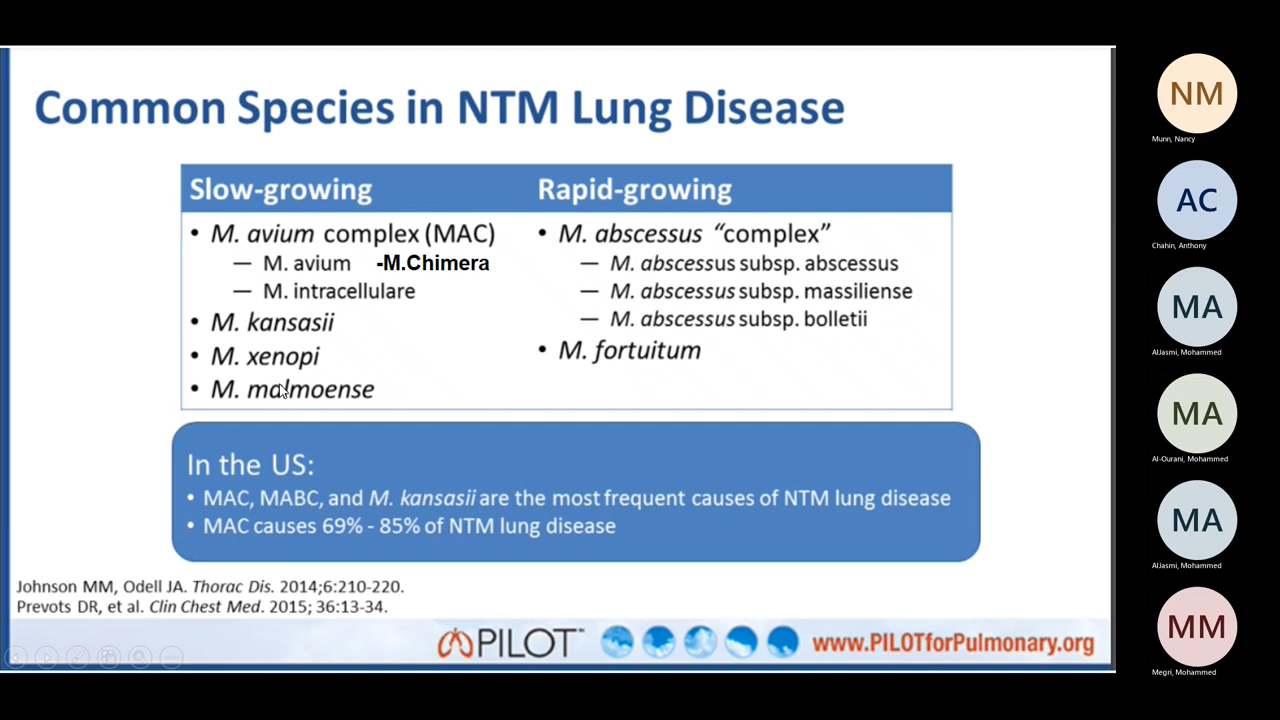 Common Species in NTM Lung Disease
Slow-growing
• M. avium complex (MAC)
— M. avium -M.Chimera
— M. intracellulare
• M. kansasii
• M. xenopi
• M. malmoense
Rapid-growing
• M. abscessus “complex”
— M. abscessus subsp. abscessus
— M. abscessus subsp. massiliense
— M. abscessus subsp. bolletii
• M. fortuitum
In the US:
• MAC, MABC, and M. kansasii are the most frequent causes of NTM lung disease
• MAC causes 69% - 85% of NTM lung disease
Johnson MM, Odell JA. Thorac Dis. 2014;6:210-220.
Prevots DR, et al. Clin Chest Med. 2015; 36:13-34.
PILOT™
www.PILOTforPulmonary.org
NM
Munn, Nancy
AC
Chahin, Anthony
MA
AlJasmi, Mohammed
MA
Al-Ourani, Mohammed
MA
AlJasmi, Mohammed
MM
Megri, Mohammed